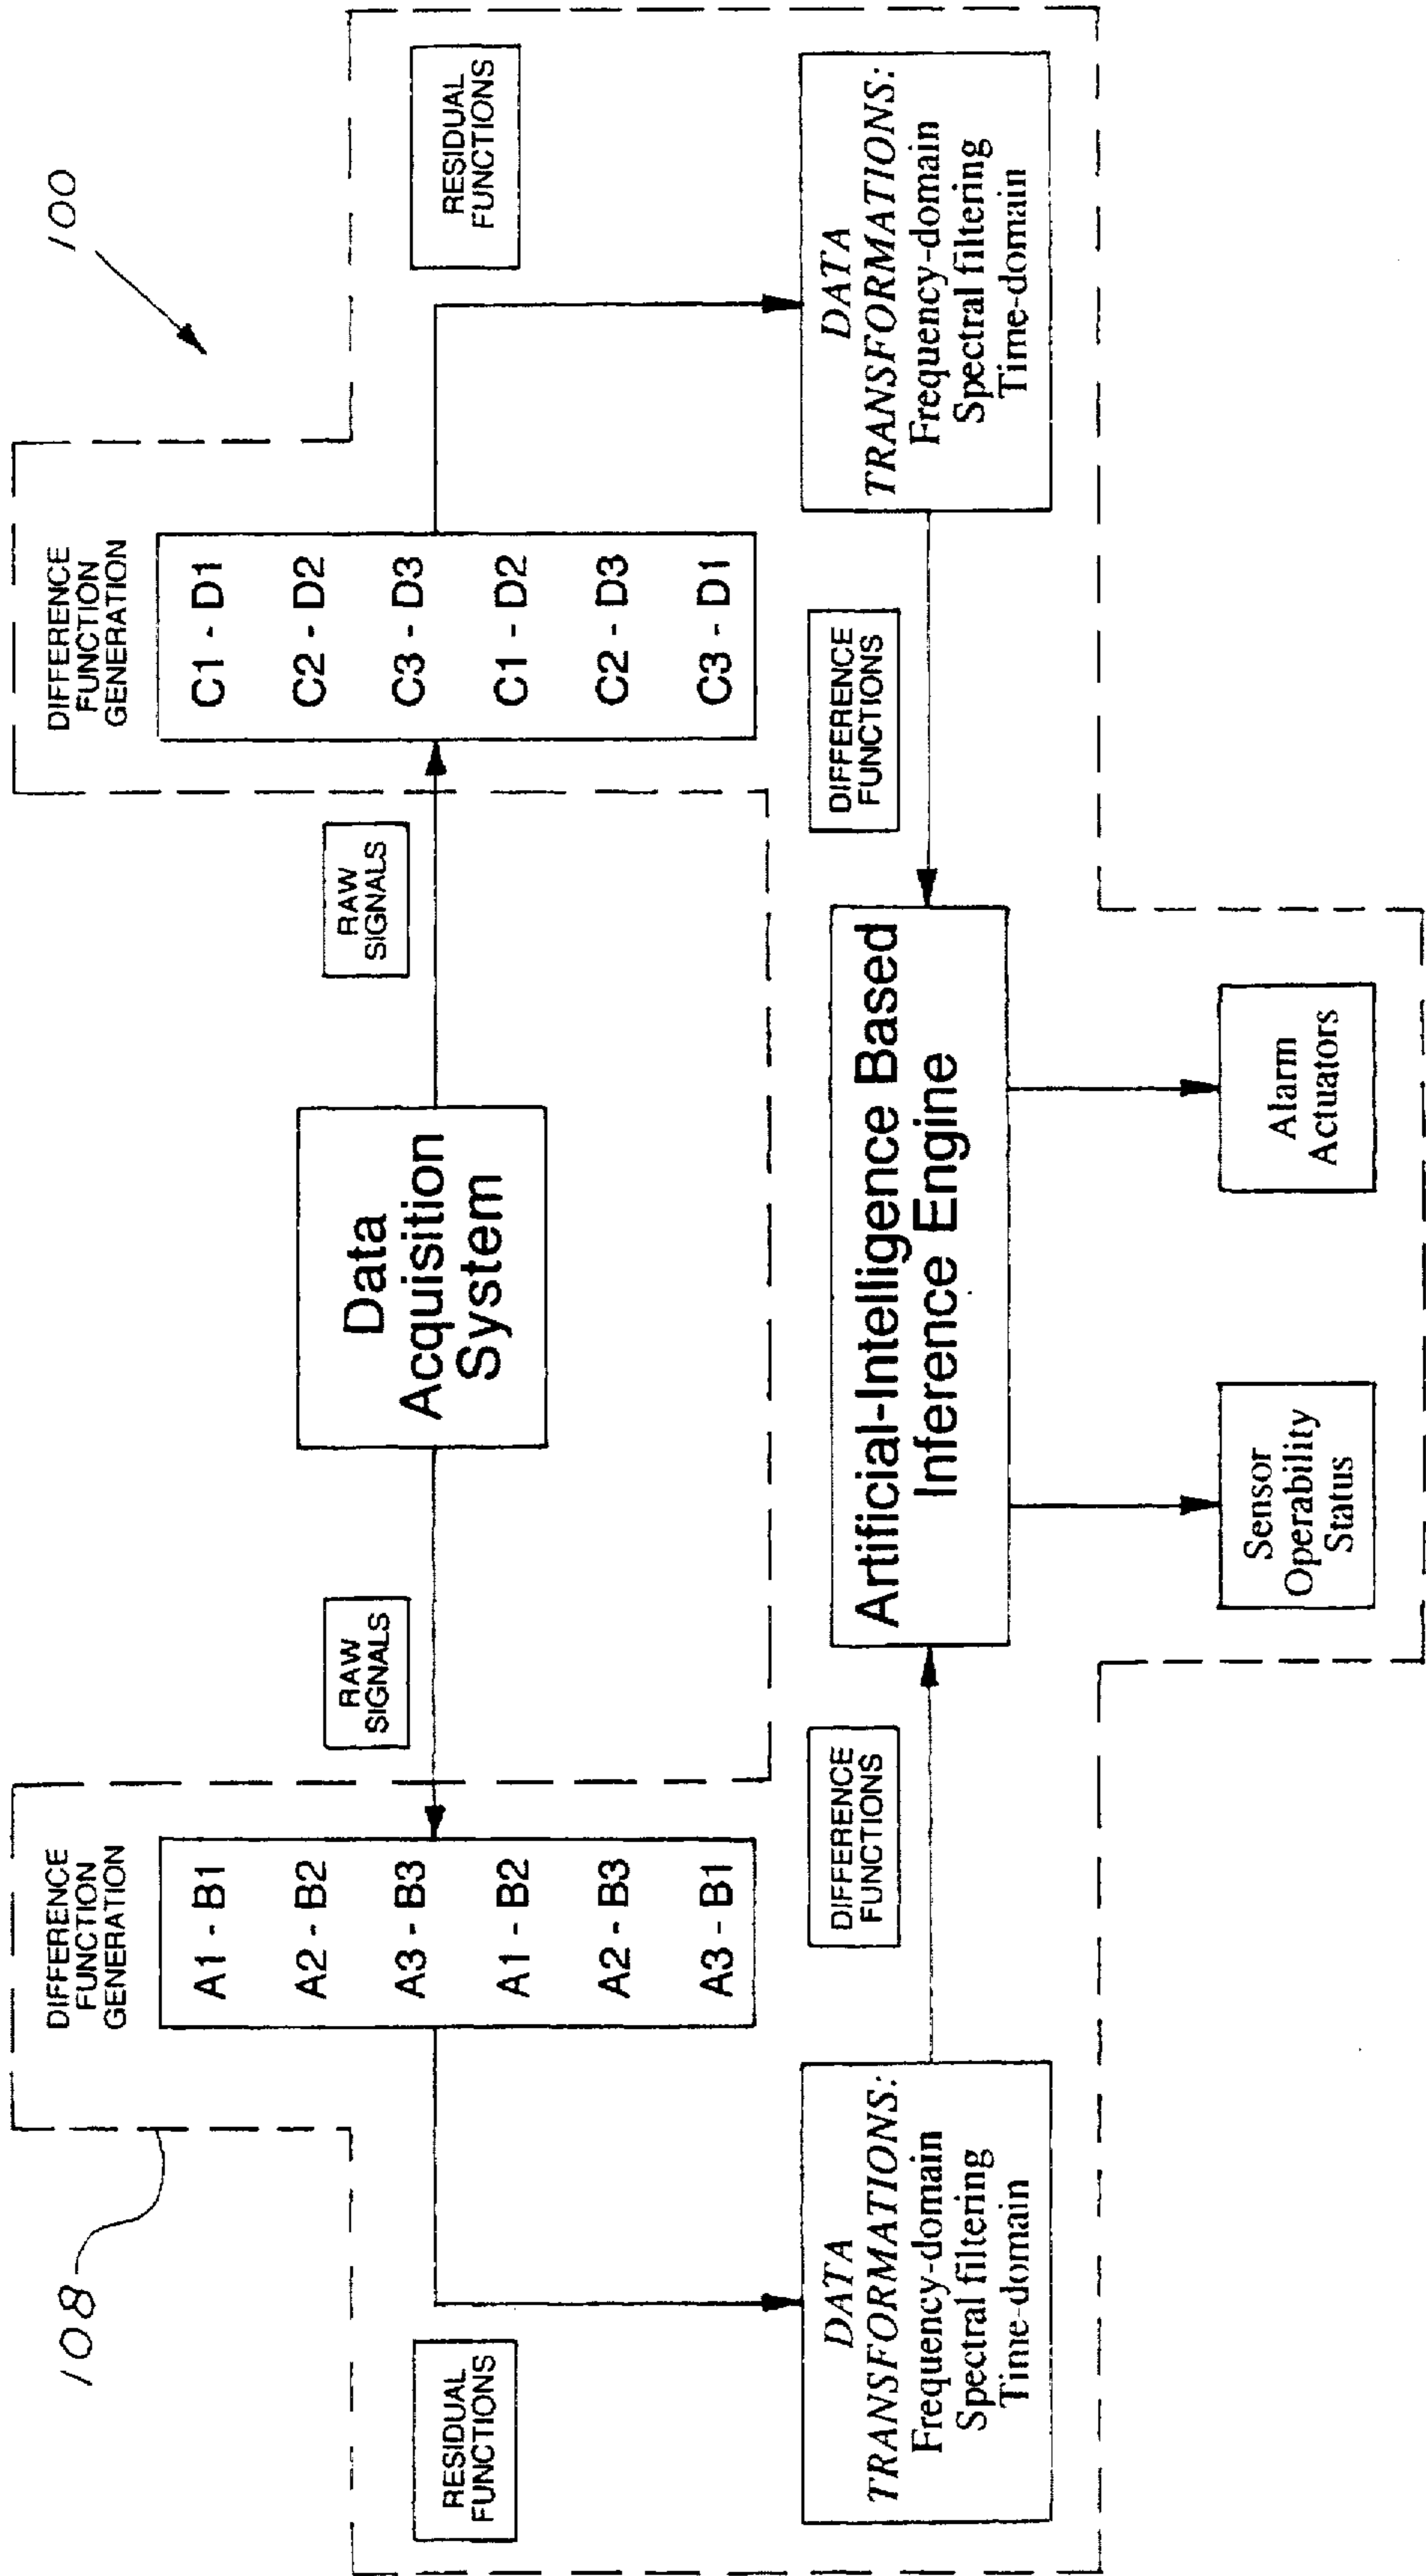 108
100
DIFFERENCE
FUNCTION
GENERATION
A1 - B1
A2 - B2
A3 - B3
A1 - B2
A2 - B3
A3 - B1
DIFFERENCE
FUNCTION
GENERATION
C1 - D1
C2 - D2
C3 - D3
C1 - D2
C2 - D3
C3 - D1
RAW
SIGNALS
RAW
SIGNALS
Data
Acquisition
System
RESIDUAL
FUNCTIONS
RESIDUAL
FUNCTIONS
DATA
TRANSFORMATIONS:
Frequency-domain
Spectral filtering
Time-domain
DIFFERENCE
FUNCTIONS
Artificial-Intelligence Based
Inference Engine
DIFFERENCE
FUNCTIONS
DATA
TRANSFORMATIONS:
Frequency-domain
Spectral filtering
Time-domain
Sensor
Operability
Status
Alarm
Actuators